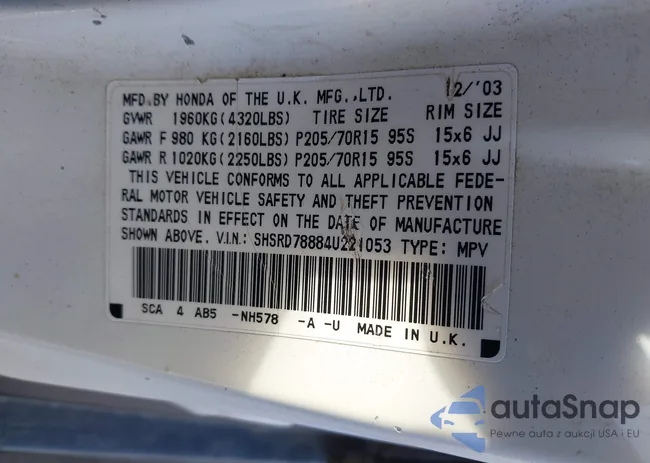 MFD. BY HONDA OF THE U.K. MFG.,LTD. 12/'03
GVWR 1960KG(4320LBS) TIRE SIZE RIM SIZE
GAWR F 980 KG(2160LBS) P205/70R15 95S 15x6 JJ
GAWR R 1020KG(2250LBS) P205/70R15 95S 15x6 JJ
THIS VEHICLE CONFORMS TO ALL APPLICABLE FEDE-
RAL MOTOR VEHICLE SAFETY AND THEFT PREVENTION
STANDARDS IN EFFECT ON THE DATE OF MANUFACTURE
SHOWN ABOVE. V.I.N.: SHSRD78884U221053 TYPE: MPV
SCA 4 AB5 -NH578 -A -U MADE IN U.K.
autoSnap
Pewne auta z aukcji USA i EU